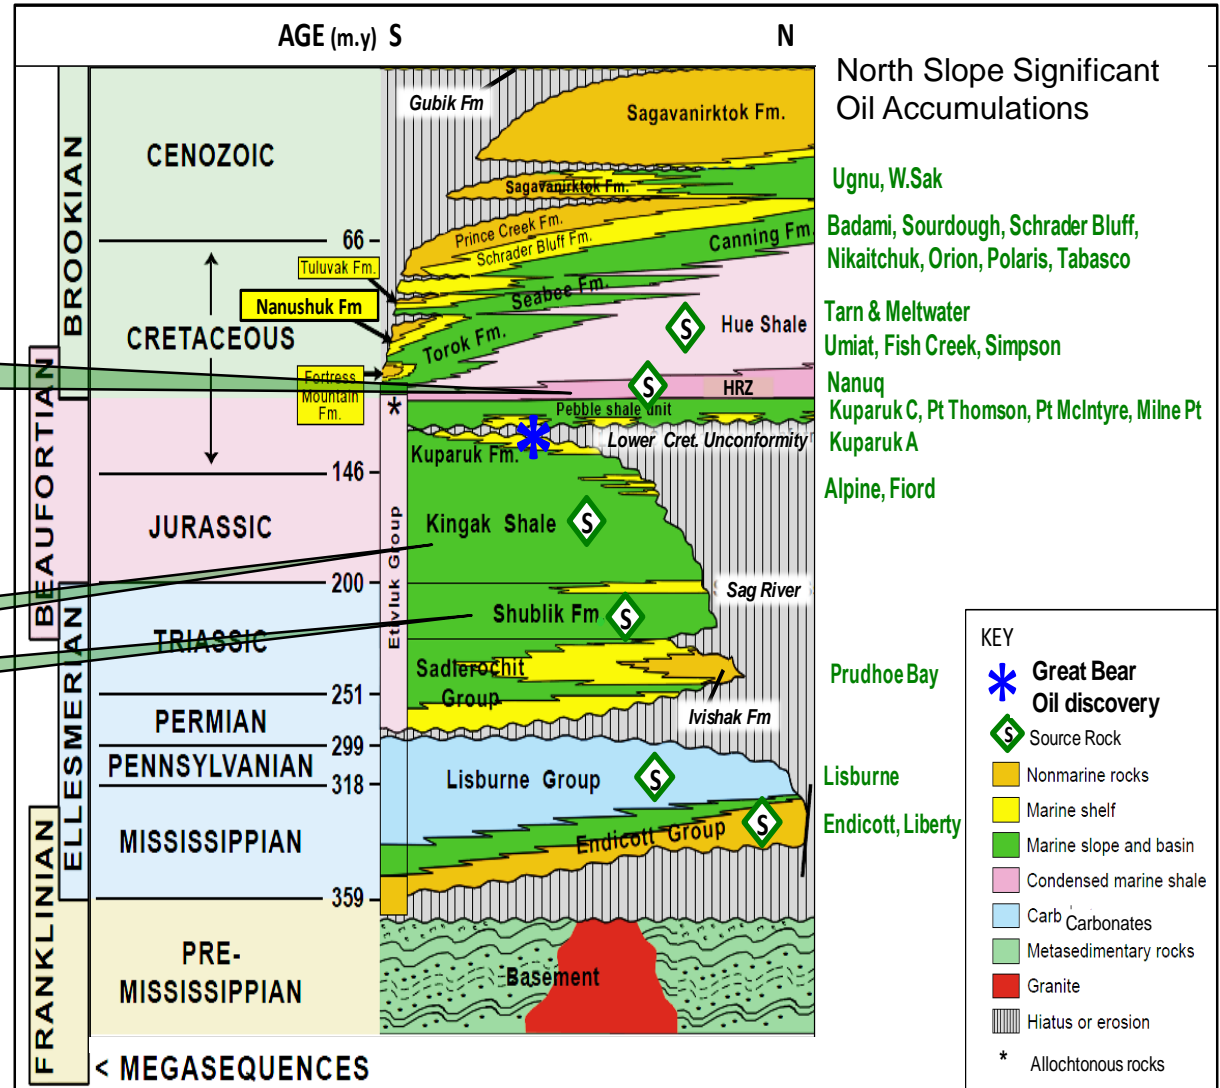 AGE (m.y) S
N
North Slope Significant
Oil Accumulations
BROOKIAN
BEAUFORTIAN
ELLESMERIAN
FRANKLINIAN
CENOZOIC
66
CRETACEOUS
146
JURASSIC
200
TRIASSIC
251
PERMIAN
299
PENNSYLVANIAN
318
MISSISSIPPIAN
359
PRE-
MISSISSIPPIAN
< MEGASEQUENCES
Gubik Fm
Sagavanirktok Fm.
Sagavanirktok Fm.
Prince Creek Fm.
Schrader Bluff Fm.
Canning Fm.
Tuluvak Fm.
Seabee Fm.
Nanushuk Fm
Hue Shale
S
Torok Fm.
Fortress
Mountain
Fm.
S
HRZ
*
Pebble shale unit
Lower Cret. Unconformity
Kuparuk Fm.
Kingak Shale
S
Etivluk Group
Sag River
Shublik Fm
S
Sadlerochit
Group
Ivishak Fm
Lisburne Group
S
Endicott Group
S
Basement
Ugnu, W.Sak
Badami, Sourdough, Schrader Bluff,
Nikaitchuk, Orion, Polaris, Tabasco
Tarn & Meltwater
Umiat, Fish Creek, Simpson
Nanuq
Kuparuk C, Pt Thomson, Pt McIntyre, Milne Pt
Kuparuk A
Alpine, Fiord
Prudhoe Bay
Lisburne
Endicott, Liberty
KEY
Great Bear
Oil discovery
S Source Rock
Nonmarine rocks
Marine shelf
Marine slope and basin
Condensed marine shale
Carb Carbonates
Metasedimentary rocks
Granite
Hiatus or erosion
* Allochtonous rocks